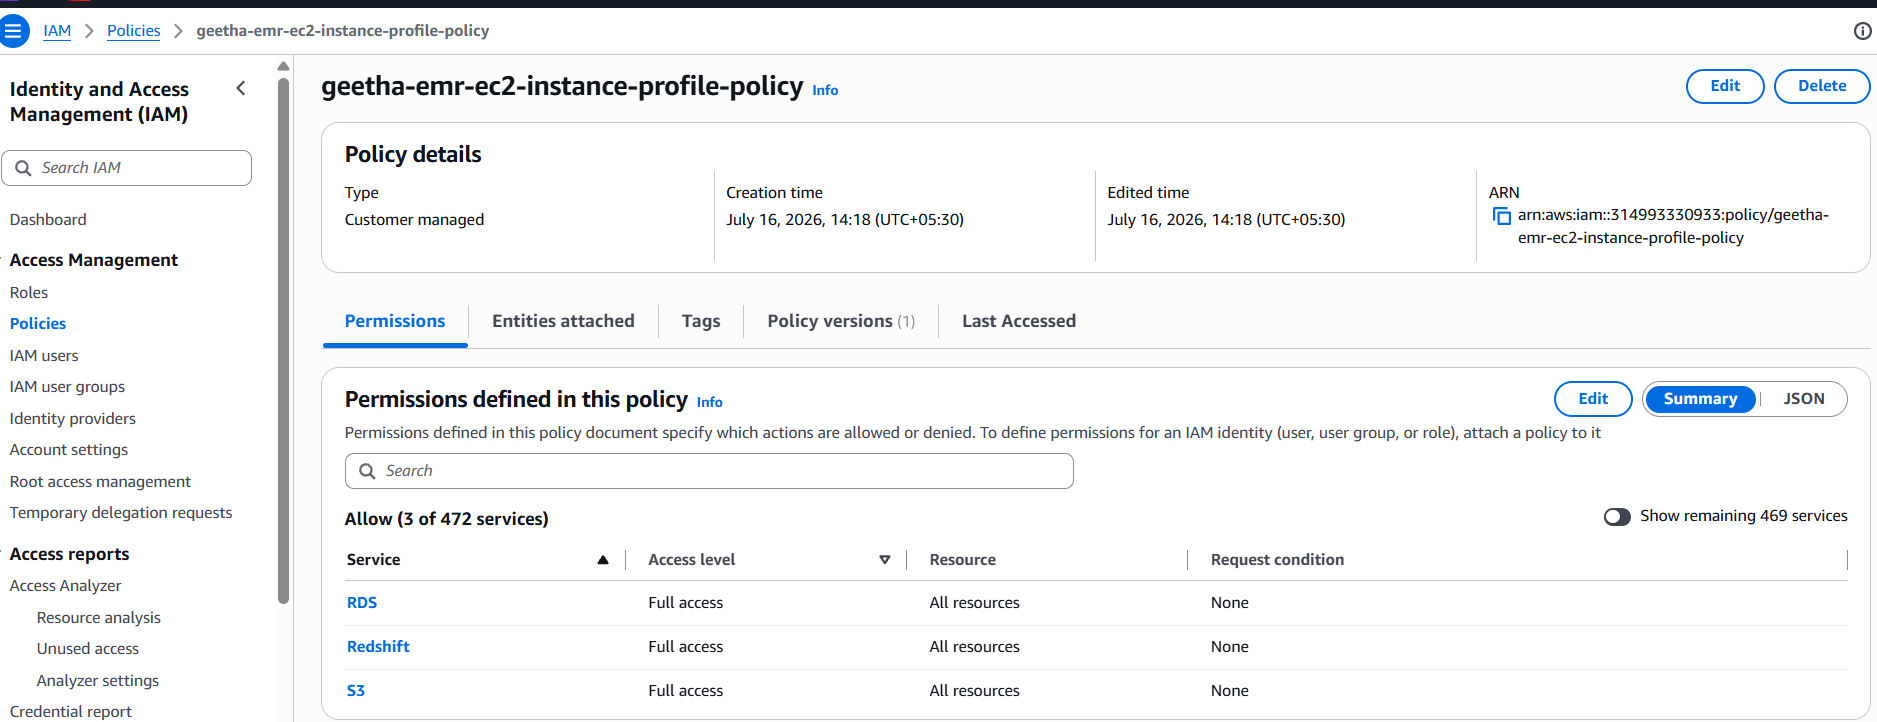 IAM > Policies > geetha-emr-ec2-instance-profile-policy
Identity and Access
Management (IAM)
Search IAM
Dashboard
Access Management
Roles
Policies
IAM users
IAM user groups
Identity providers
Account settings
Root access management
Temporary delegation requests
Access reports
Access Analyzer
Resource analysis
Unused access
Analyzer settings
Credential report
geetha-emr-ec2-instance-profile-policy Info
Edit
Delete
Policy details
Type
Customer managed
Creation time
July 16, 2026, 14:18 (UTC+05:30)
Edited time
July 16, 2026, 14:18 (UTC+05:30)
ARN
arn:aws:iam::314993330933:policy/geetha-
emr-ec2-instance-profile-policy
Permissions
Entities attached
Tags
Policy versions (1)
Last Accessed
Permissions defined in this policy Info
Edit
Summary
JSON
Permissions defined in this policy document specify which actions are allowed or denied. To define permissions for an IAM identity (user, user group, or role), attach a policy to it
Search
Allow (3 of 472 services)
Show remaining 469 services
Service Access level Resource Request condition
RDS Full access All resources None
Redshift Full access All resources None
S3 Full access All resources None